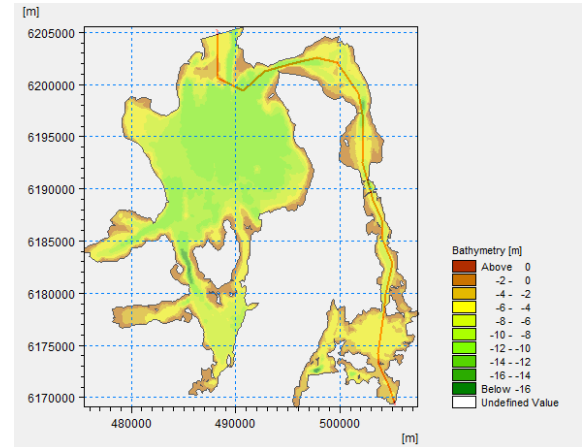 [m]
6205000
6200000
6195000
6190000
6185000
6180000
6175000
6170000
480000 490000 500000
[m]
Bathymetry [m]
Above 0
-2 - 0
-4 - -2
-6 - -4
-8 - -6
-10 - -8
-12 - -10
-14 - -12
-16 - -14
Below -16
Undefined Value